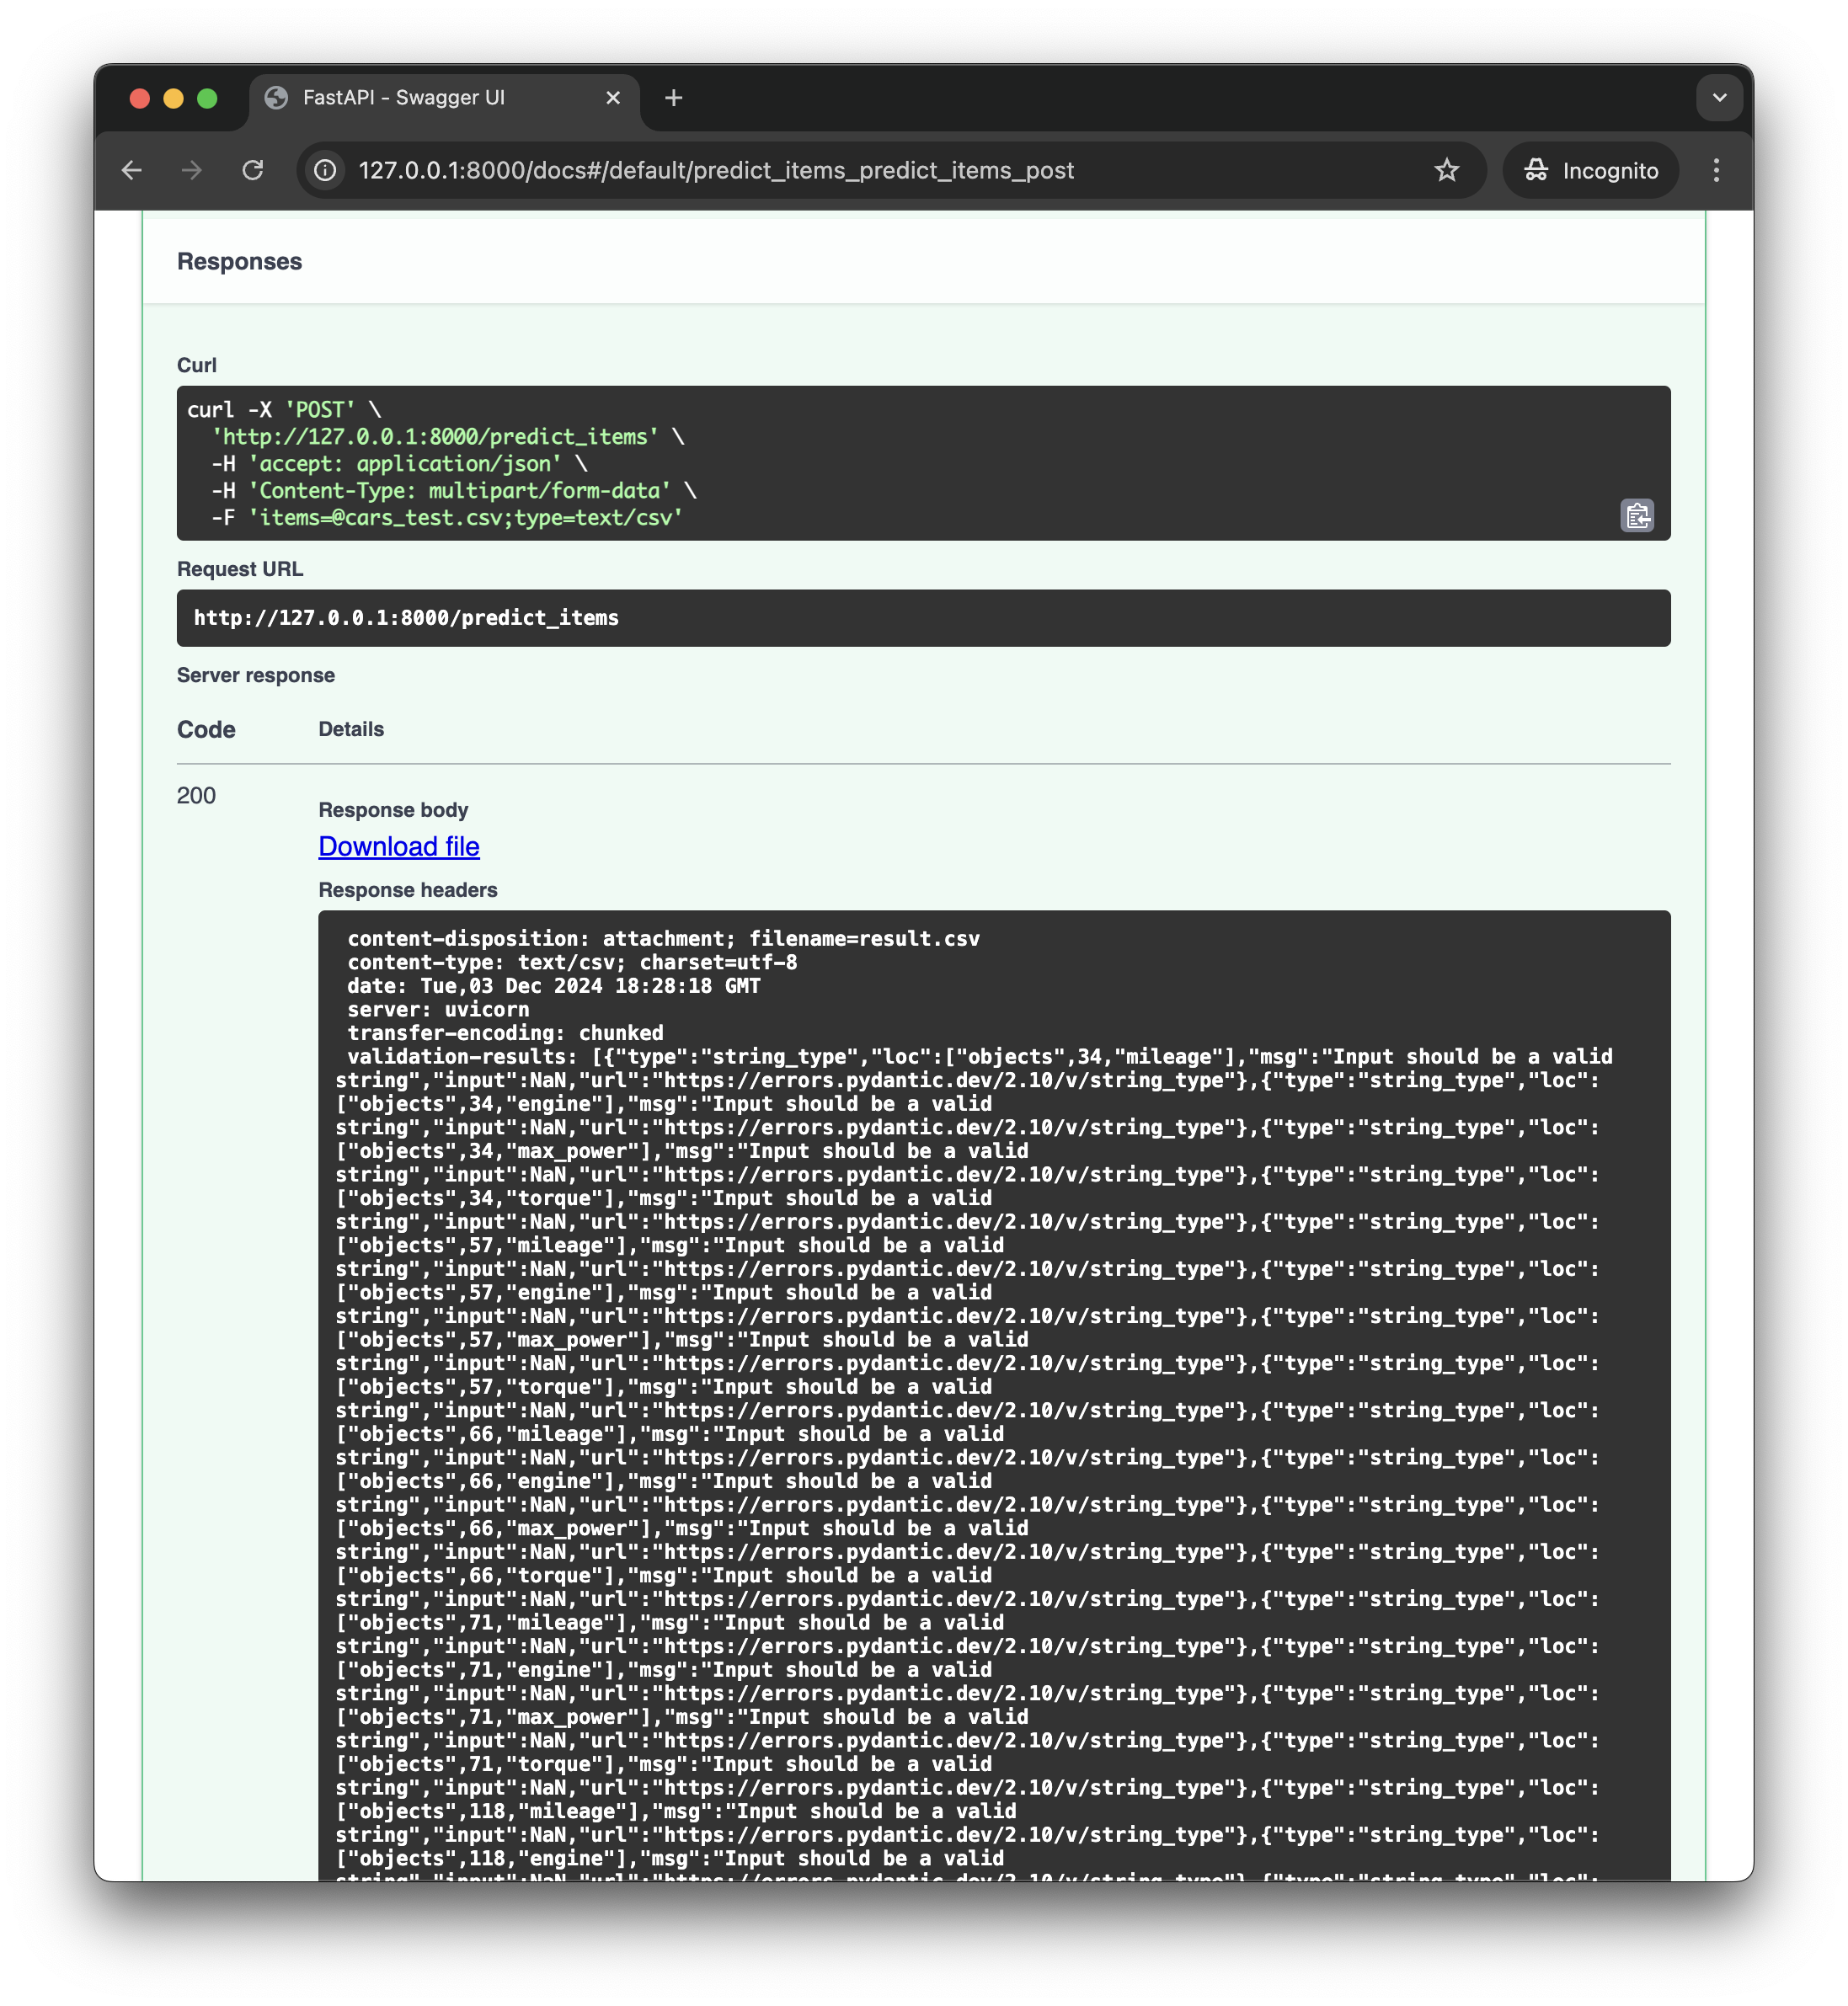 FastAPI - Swagger UI
127.0.0.1:8000/docs#/default/predict_items_predict_items_post
Incognito
Responses
Curl
curl -X 'POST' \
'http://127.0.0.1:8000/predict_items' \
-H 'accept: application/json' \
-H 'Content-Type: multipart/form-data' \
-F 'items=@cars_test.csv;type=text/csv'
Request URL
http://127.0.0.1:8000/predict_items
Server response
Code Details
200
Response body
Download file
Response headers
content-disposition: attachment; filename=result.csv
content-type: text/csv; charset=utf-8
date: Tue,03 Dec 2024 18:28:18 GMT
server: uvicorn
transfer-encoding: chunked
validation-results: [{"type":"string_type","loc":["objects",34,"mileage"],"msg":"Input should be a valid
string","input":NaN,"url":"https://errors.pydantic.dev/2.10/v/string_type"},{"type":"string_type","loc":
["objects",34,"engine"],"msg":"Input should be a valid
string","input":NaN,"url":"https://errors.pydantic.dev/2.10/v/string_type"},{"type":"string_type","loc":
["objects",34,"max_power"],"msg":"Input should be a valid
string","input":NaN,"url":"https://errors.pydantic.dev/2.10/v/string_type"},{"type":"string_type","loc":
["objects",34,"torque"],"msg":"Input should be a valid
string","input":NaN,"url":"https://errors.pydantic.dev/2.10/v/string_type"},{"type":"string_type","loc":
["objects",57,"mileage"],"msg":"Input should be a valid
string","input":NaN,"url":"https://errors.pydantic.dev/2.10/v/string_type"},{"type":"string_type","loc":
["objects",57,"engine"],"msg":"Input should be a valid
string","input":NaN,"url":"https://errors.pydantic.dev/2.10/v/string_type"},{"type":"string_type","loc":
["objects",57,"max_power"],"msg":"Input should be a valid
string","input":NaN,"url":"https://errors.pydantic.dev/2.10/v/string_type"},{"type":"string_type","loc":
["objects",57,"torque"],"msg":"Input should be a valid
string","input":NaN,"url":"https://errors.pydantic.dev/2.10/v/string_type"},{"type":"string_type","loc":
["objects",66,"mileage"],"msg":"Input should be a valid
string","input":NaN,"url":"https://errors.pydantic.dev/2.10/v/string_type"},{"type":"string_type","loc":
["objects",66,"engine"],"msg":"Input should be a valid
string","input":NaN,"url":"https://errors.pydantic.dev/2.10/v/string_type"},{"type":"string_type","loc":
["objects",66,"max_power"],"msg":"Input should be a valid
string","input":NaN,"url":"https://errors.pydantic.dev/2.10/v/string_type"},{"type":"string_type","loc":
["objects",66,"torque"],"msg":"Input should be a valid
string","input":NaN,"url":"https://errors.pydantic.dev/2.10/v/string_type"},{"type":"string_type","loc":
["objects",71,"mileage"],"msg":"Input should be a valid
string","input":NaN,"url":"https://errors.pydantic.dev/2.10/v/string_type"},{"type":"string_type","loc":
["objects",71,"engine"],"msg":"Input should be a valid
string","input":NaN,"url":"https://errors.pydantic.dev/2.10/v/string_type"},{"type":"string_type","loc":
["objects",71,"max_power"],"msg":"Input should be a valid
string","input":NaN,"url":"https://errors.pydantic.dev/2.10/v/string_type"},{"type":"string_type","loc":
["objects",71,"torque"],"msg":"Input should be a valid
string","input":NaN,"url":"https://errors.pydantic.dev/2.10/v/string_type"},{"type":"string_type","loc":
["objects",118,"mileage"],"msg":"Input should be a valid
string","input":NaN,"url":"https://errors.pydantic.dev/2.10/v/string_type"},{"type":"string_type","loc":
["objects",118,"engine"],"msg":"Input should be a valid
string","input":NaN,"url":"https://errors.pydantic.dev/2.10/v/string_type"},{"type":"string_type","loc":